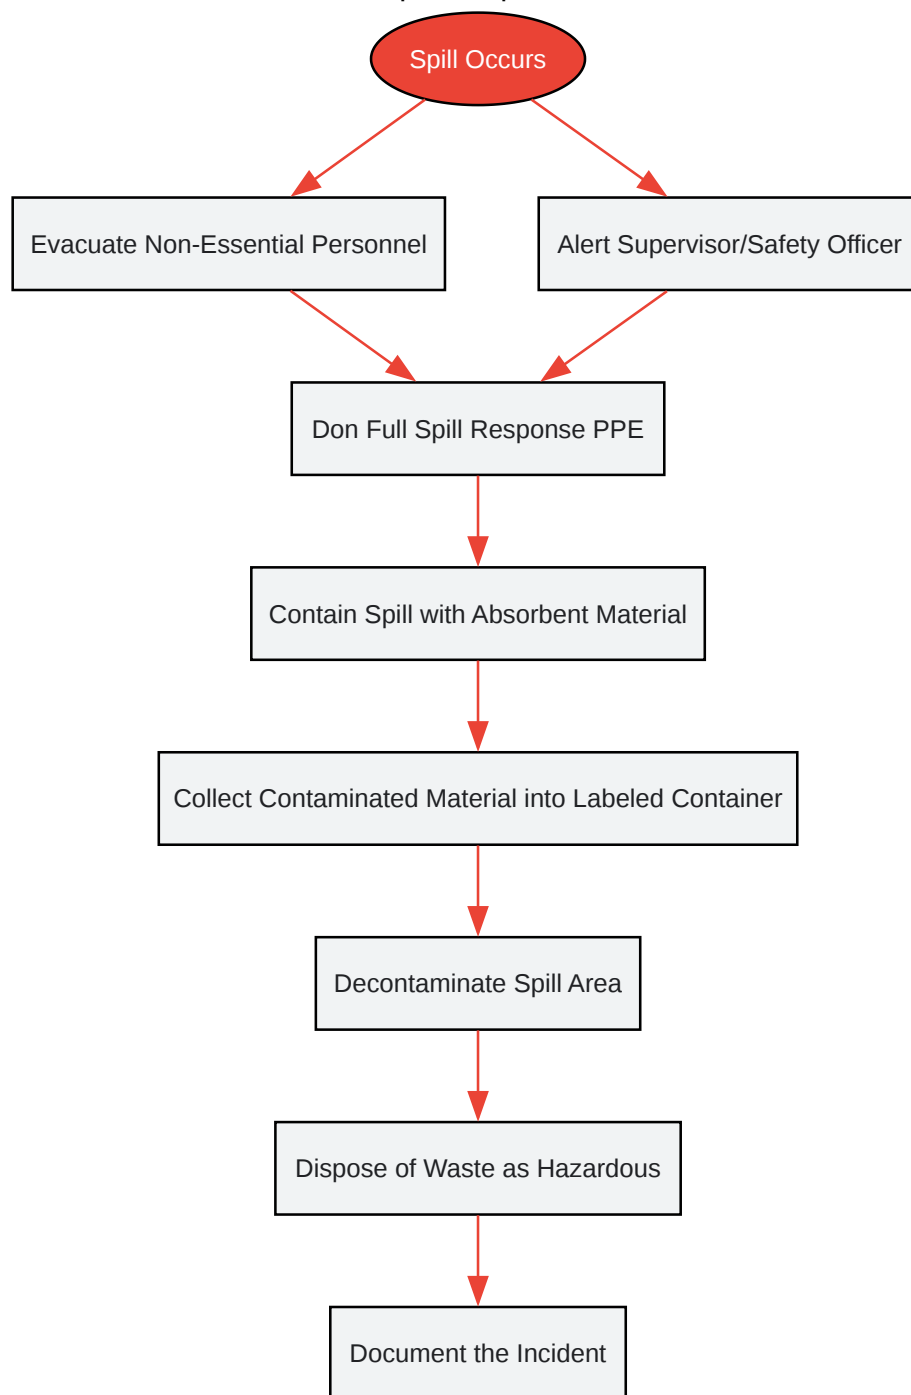 Spill Occurs
Evacuate Non-Essential Personnel
Alert Supervisor/Safety Officer
Don Full Spill Response PPE
Contain Spill with Absorbent Material
Collect Contaminated Material into Labeled Container
Decontaminate Spill Area
Dispose of Waste as Hazardous
Document the Incident